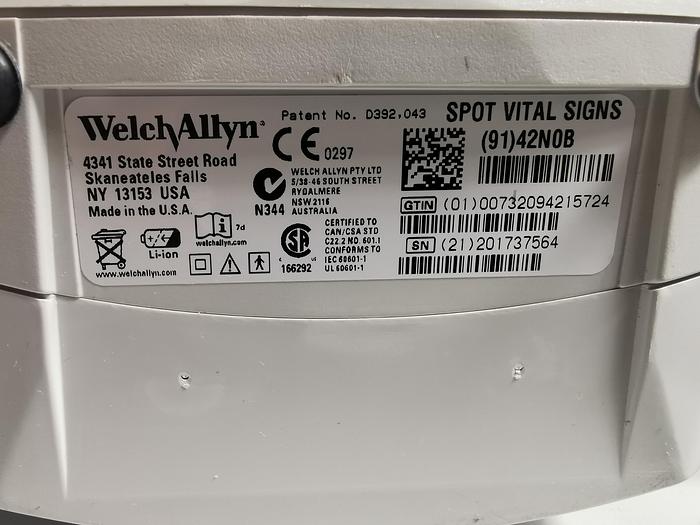 WelchAllyn®
4341 State Street Road
Skaneateles Falls
NY 13153 USA
Made in the U.S.A.
Li-ion
www.welchallyn.com
7d
welchallyn.com
Patent No. D392,043
CE 0297
N344
WELCH ALLYN PTY LTD
5/38-46 SOUTH STREET
RYDALMERE
NSW 2116
AUSTRALIA
SA
C US
166292
CERTIFIED TO
CAN/CSA STD
C22.2 NO. 601.1
CONFORMS TO
IEC 60601-1
UL 60601-1
SPOT VITAL SIGNS
(91)42N0B
GTIN (01)00732094215724
SN (21)201737564